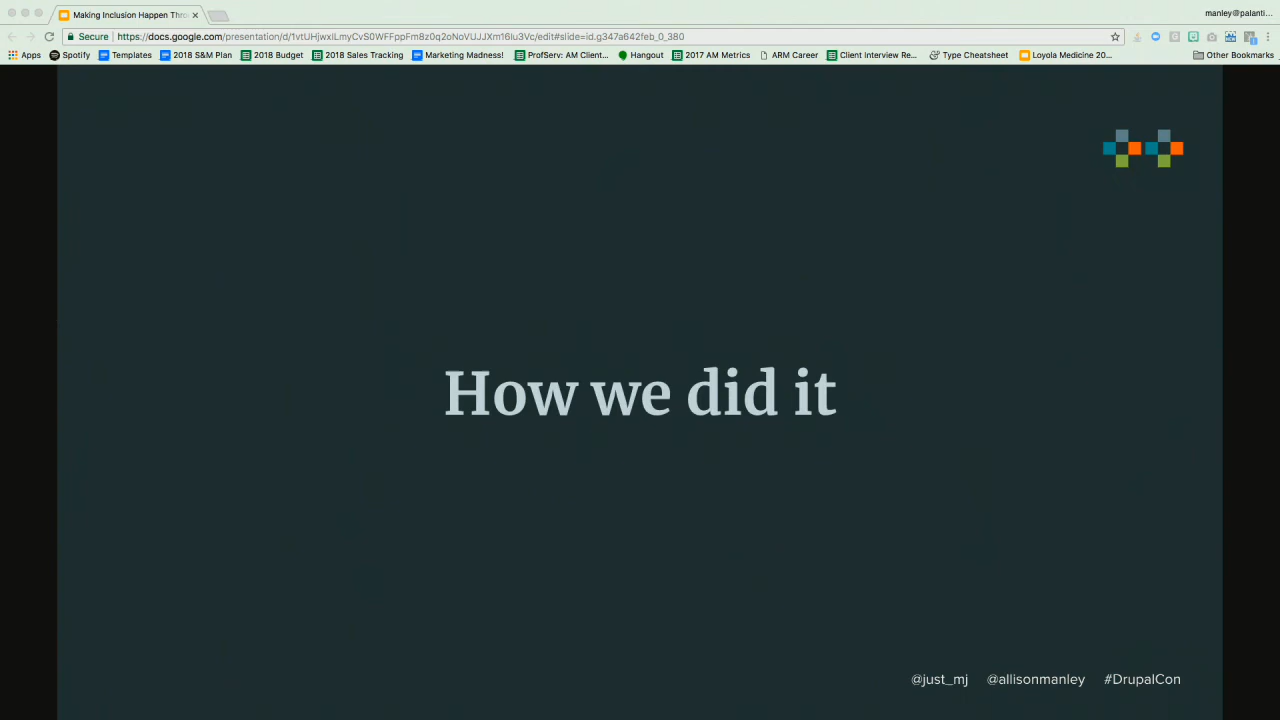 Making Inclusion Happen Thro
manley@palanti...
Secure
https://docs.google.com/presentation/d/1vtUHjwxiLmyCvS0WFFppFm8z0q2oNoVUJJXm16Iu3Vc/edit#slide=id.g347a642feb_0_380
Apps Spotify Templates 2018 S&M Plan 2018 Budget 2018 Sales Tracking Marketing Madness! ProfServ: AM Client... Hangout 2017 AM Metrics ARM Career Client Interview Re... Type Cheatsheet Loyola Medicine 20... Other Bookmarks
How we did it
@just_mj @allisonmanley #DrupalCon